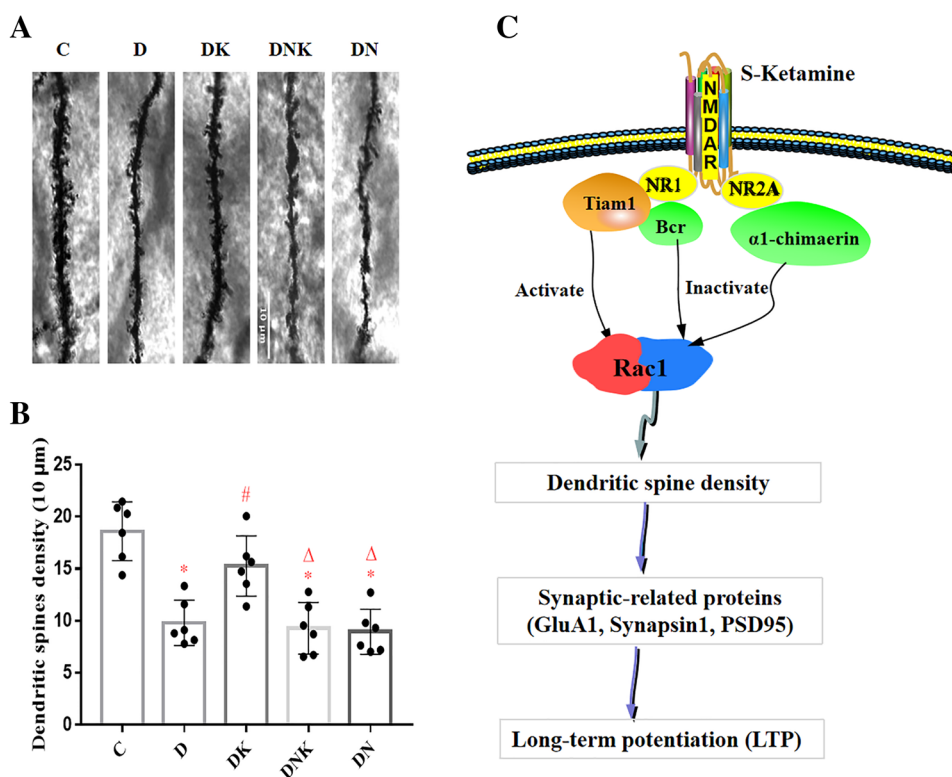 A
C D DK DNK DN
10 μm
B
Dendritic spines density (10 μm)
25
20
15
10
5
0
*
#
Δ
*
Δ
*
C D DK DNK DN
C
S-Ketamine
NMDAR
NR1
NR2A
Tiam1
Bcr
α1-chimaerin
Activate
Inactivate
Rac1
Dendritic spine density
Synaptic-related proteins
(GluA1, Synapsin1, PSD95)
Long-term potentiation (LTP)